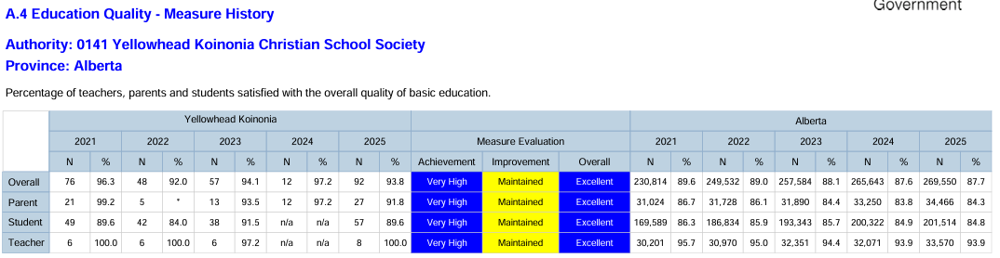 Government
A.4 Education Quality - Measure History
Authority: 0141 Yellowhead Koinonia Christian School Society
Province: Alberta
Percentage of teachers, parents and students satisfied with the overall quality of basic education.
Yellowhead Koinonia Alberta
2021 2022 2023 2024 2025 Measure Evaluation 2021 2022 2023 2024 2025
N % N % N % N % N % Achievement Improvement Overall N % N % N % N % N %
Overall 76 96.3 48 92.0 57 94.1 12 97.2 92 93.8 Very High Maintained Excellent 230,814 89.6 249,532 89.0 257,584 88.1 265,643 87.6 269,550 87.7
Parent 21 99.2 5 * 13 93.5 12 97.2 27 91.8 Very High Maintained Excellent 31,024 86.7 31,728 86.1 31,890 84.4 33,250 83.8 34,466 84.3
Student 49 89.6 42 84.0 38 91.5 n/a n/a 57 89.6 Very High Maintained Excellent 169,589 86.3 186,834 85.9 193,343 85.7 200,322 84.9 201,514 84.8
Teacher 6 100.0 6 100.0 6 97.2 n/a n/a 8 100.0 Very High Maintained Excellent 30,201 95.7 30,970 95.0 32,351 94.4 32,071 93.9 33,570 93.9